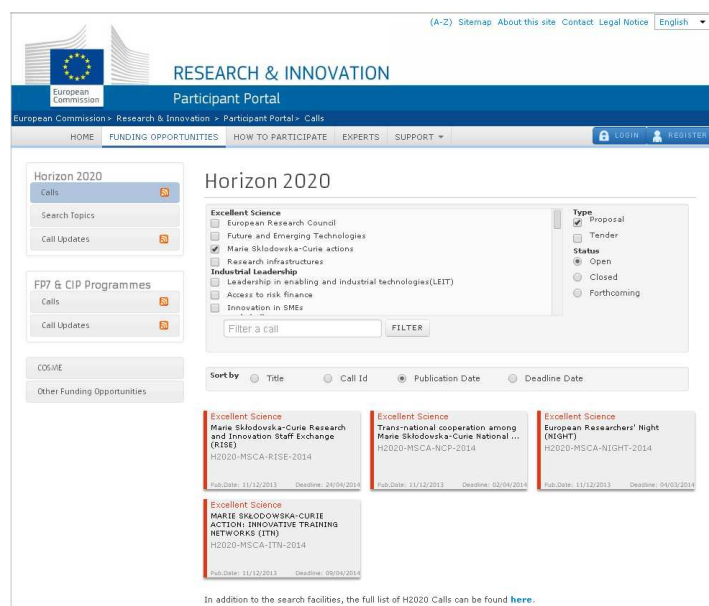 (A-Z) Sitemap About this site Contact Legal Notice English
European
Commission
RESEARCH & INNOVATION
Participant Portal
European Commission > Research & Innovation > Participant Portal > Calls
HOME FUNDING OPPORTUNITIES HOW TO PARTICIPATE EXPERTS SUPPORT LOGIN REGISTER
Horizon 2020
Calls
Search Topics
Call Updates
FP7 & CIP Programmes
Calls
Call Updates
COSME
Other Funding Opportunities
Horizon 2020
Excellent Science
European Research Council
Future and Emerging Technologies
Marie Sklodowska-Curie actions
Research infrastructures
Industrial Leadership
Leadership in enabling and industrial technologies(LEIT)
Access to risk finance
Innovation in SMEs
Type
Proposal
Tender
Status
Open
Closed
Forthcoming
Filter a call FILTER
Sort by Title Call Id Publication Date Deadline Date
Excellent Science
Marie Skłodowska-Curie Research
and Innovation Staff Exchange
(RISE)
H2020-MSCA-RISE-2014
Pub.Date: 11/12/2013 Deadline: 24/04/2014
Excellent Science
Trans-national cooperation among
Marie Skłodowska-Curie National ...
H2020-MSCA-NCP-2014
Pub.Date: 11/12/2013 Deadline: 02/04/2014
Excellent Science
European Researchers' Night
(NIGHT)
H2020-MSCA-NIGHT-2014
Pub.Date: 11/12/2013 Deadline: 04/03/2014
Excellent Science
MARIE SKŁODOWSKA-CURIE
ACTION: INNOVATIVE TRAINING
NETWORKS (ITN)
H2020-MSCA-ITN-2014
Pub.Date: 11/12/2013 Deadline: 09/04/2014
In addition to the search facilities, the full list of H2020 Calls can be found here.